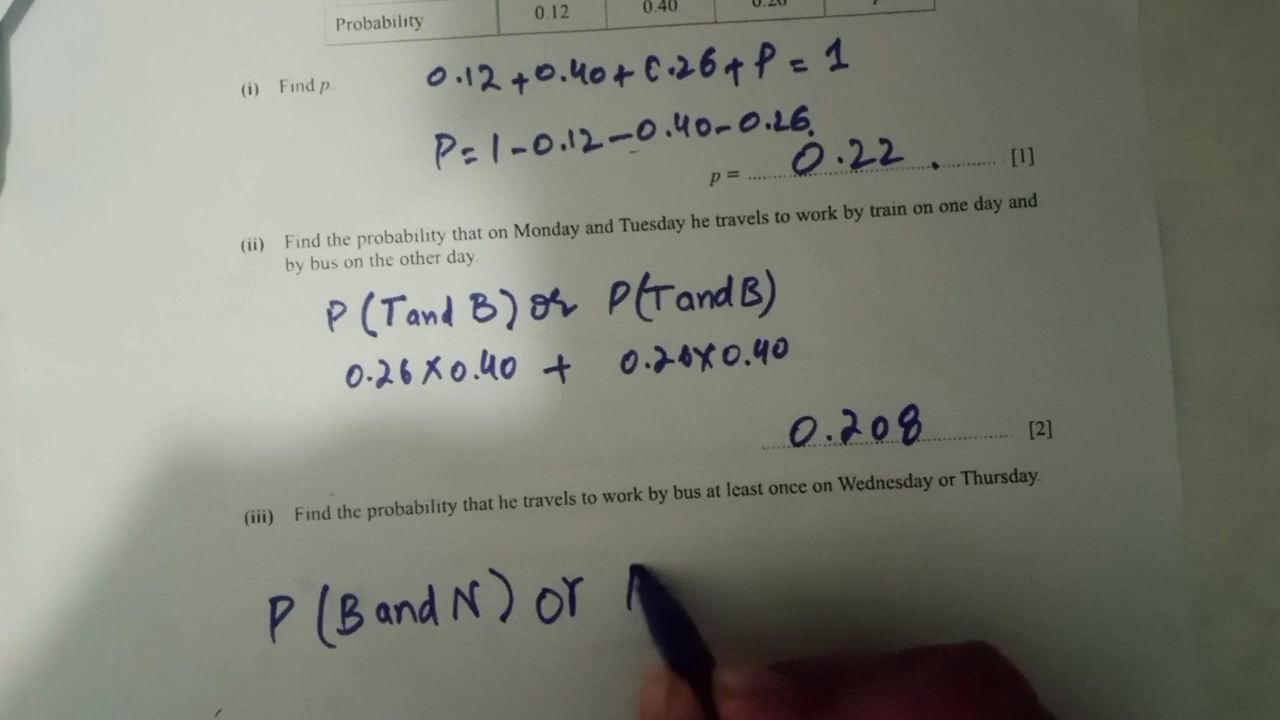 Probability 0.12 0.40
(i) Find p. 0.12 + 0.40 + 0.26 + P = 1
P = 1 - 0.12 - 0.40 - 0.26
p = 0.22 [1]
(ii) Find the probability that on Monday and Tuesday he travels to work by train on one day and
by bus on the other day.
P (T and B) or P(T and B)
0.26 × 0.40 + 0.26 × 0.40
0.208 [2]
(iii) Find the probability that he travels to work by bus at least once on Wednesday or Thursday.
P (B and N) or